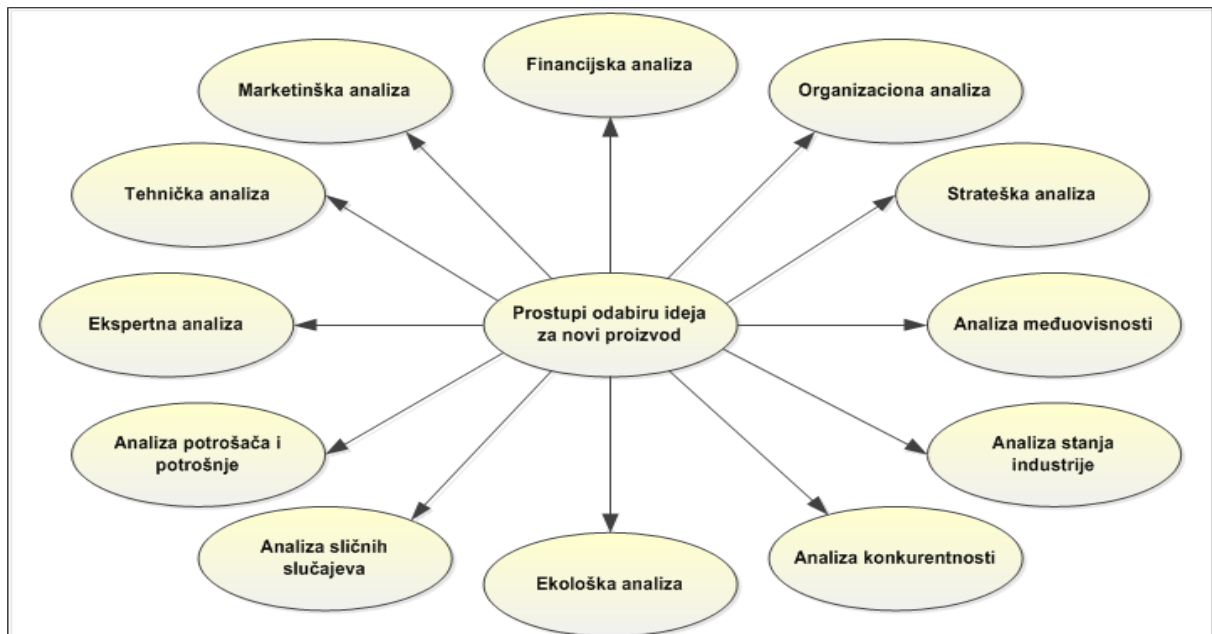 Financijska analiza
Marketinška analiza
Organizaciona analiza
Tehnička analiza
Strateška analiza
Prostupi odabiru ideja
za novi proizvod
Ekspertna analiza
Analiza međuovisnosti
Analiza potrošača i
potrošnje
Analiza stanja
industrije
Analiza sličnih
slučajeva
Analiza konkurentnosti
Ekološka analiza